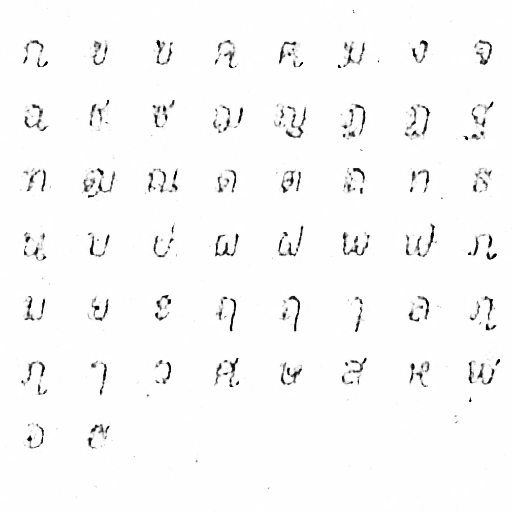 ก ข ฃ ค ฅ ฆ ง จ
ฉ ช ซ ฌ ญ ฎ ฏ ฐ
ฑ ฒ ณ ด ต ถ ท ธ
น บ ป ผ ฝ พ ฟ ภ
ม ย ร ฤ ฤ ๅ ล ฦ
ฦ ๅ ว ศ ษ ส ห ฬ
อ ฮ